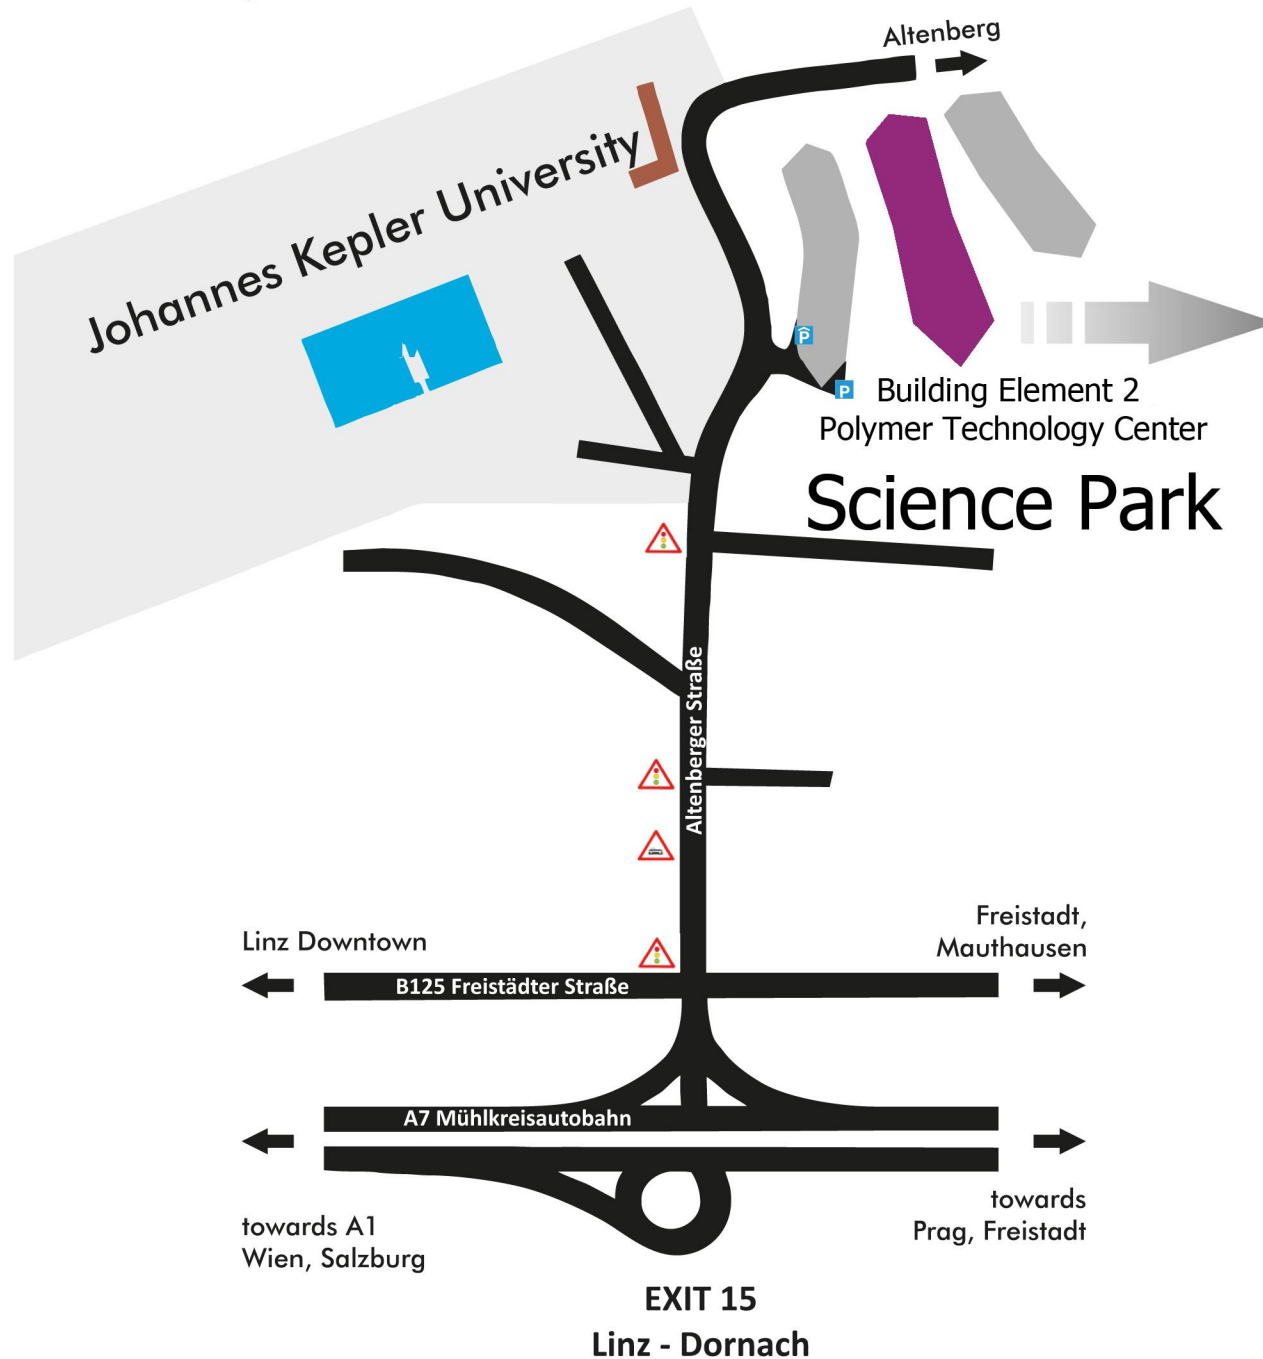 Altenberg
Johannes Kepler University
P
P
Building Element 2
Polymer Technology Center
Science Park
Altenberger Straße
Linz Downtown
Freistadt,
Mauthausen
B125 Freistädter Straße
A7 Mühlkreisautobahn
towards A1
Wien, Salzburg
towards
Prag, Freistadt
EXIT 15
Linz - Dornach